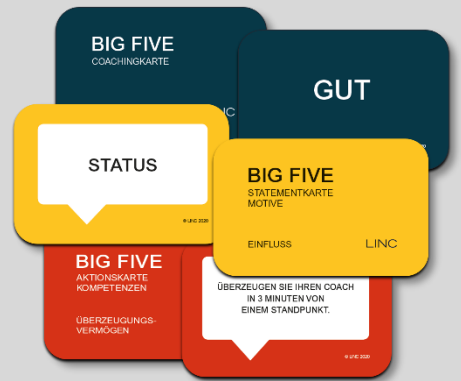 BIG FIVE
COACHINGKARTE
GUT
STATUS
© LINC 2020
BIG FIVE
STATEMENTKARTE
MOTIVE
EINFLUSS
LINC
BIG FIVE
AKTIONSKARTE
KOMPETENZEN
ÜBERZEUGUNGS-
VERMÖGEN
ÜBERZEUGEN SIE IHREN COACH
IN 3 MINUTEN VON
EINEM STANDPUNKT.
© LINC 2020